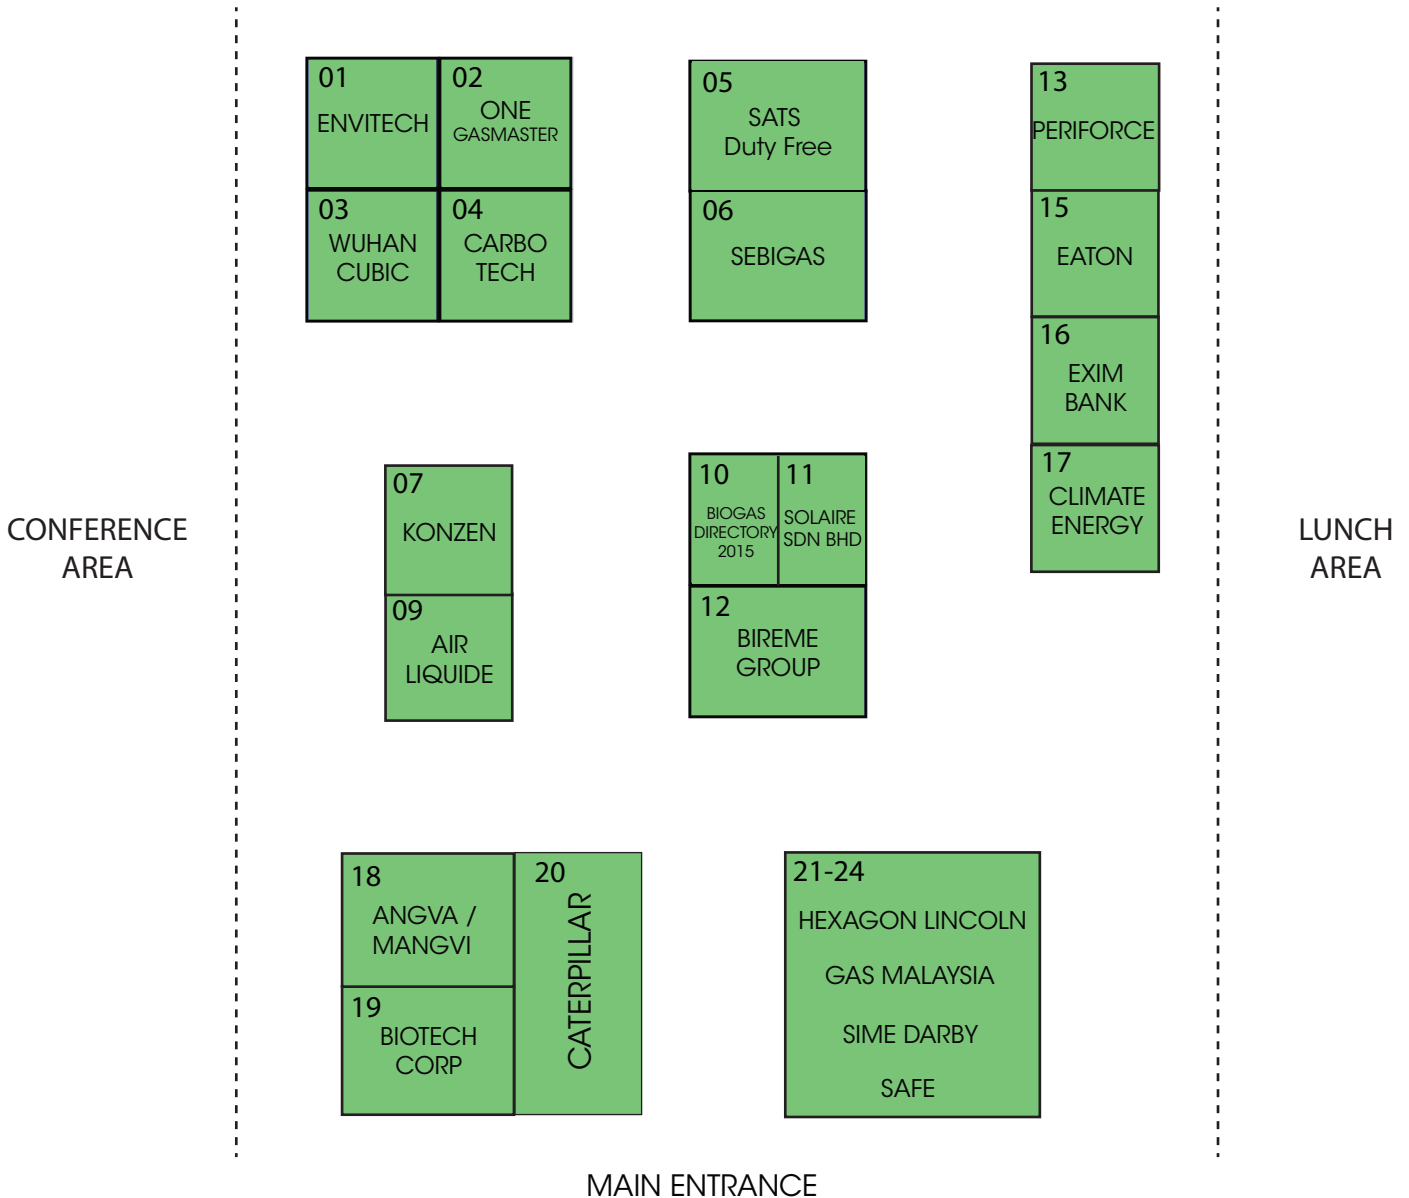 01
ENVITECH
02
ONE
GASMASTER
03
WUHAN
CUBIC
04
CARBO
TECH
05
SATS
Duty Free
06
SEBIGAS
13
PERIFORCE
15
EATON
16
EXIM
BANK
17
CLIMATE
ENERGY
CONFERENCE
AREA
07
KONZEN
09
AIR
LIQUIDE
10
BIOGAS
DIRECTORY
2015
11
SOLAIRE
SDN BHD
12
BIREME
GROUP
LUNCH
AREA
18
ANGVA /
MANGVI
19
BIOTECH
CORP
20
CATERPILLAR
21-24
HEXAGON LINCOLN
GAS MALAYSIA
SIME DARBY
SAFE
MAIN ENTRANCE